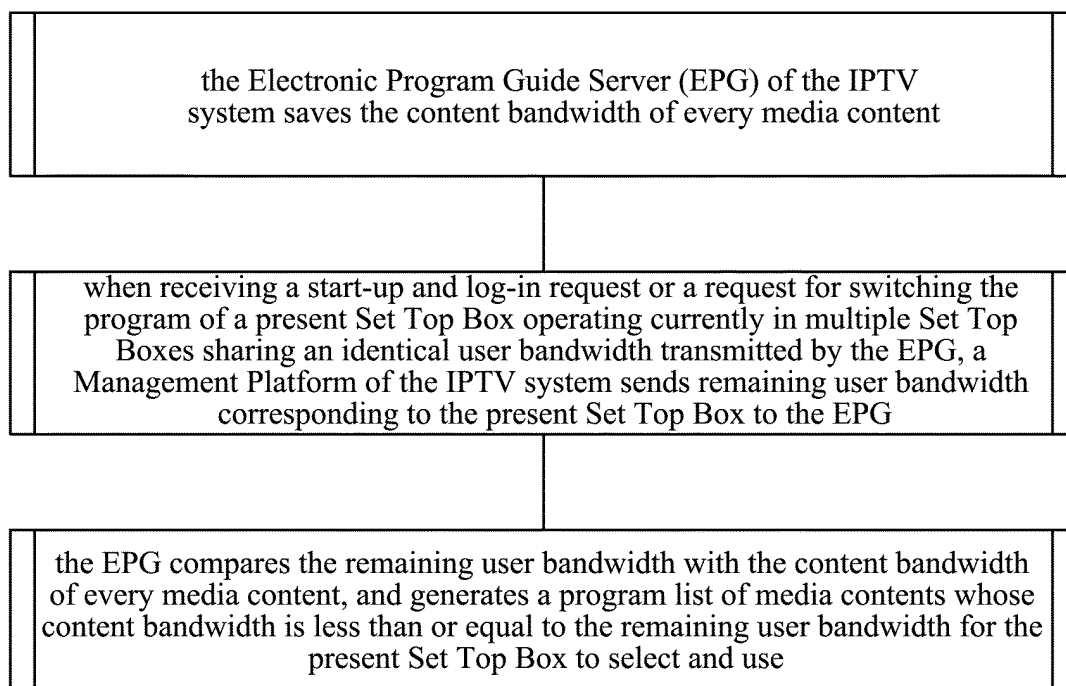 the Electronic Program Guide Server (EPG) of the IPTV
system saves the content bandwidth of every media content
when receiving a start-up and log-in request or a request for switching the
program of a present Set Top Box operating currently in multiple Set Top
Boxes sharing an identical user bandwidth transmitted by the EPG, a
Management Platform of the IPTV system sends remaining user bandwidth
corresponding to the present Set Top Box to the EPG
the EPG compares the remaining user bandwidth with the content bandwidth
of every media content, and generates a program list of media contents whose
content bandwidth is less than or equal to the remaining user bandwidth for the
present Set Top Box to select and use